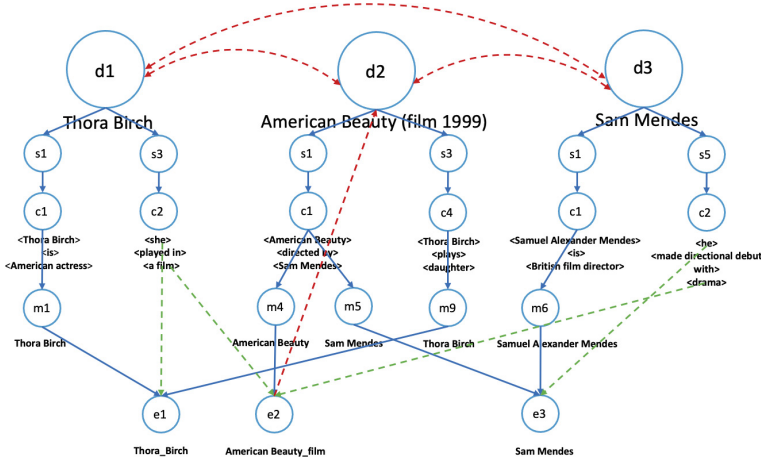 d1
d2
d3
Thora Birch
American Beauty (film 1999)
Sam Mendes
s1
s3
s1
s3
s1
s5
c1
c2
c1
c4
c1
c2
<Thora Birch>
<is>
<American actress>
<she>
<played in>
<a film>
<American Beauty>
<directed by>
<Sam Mendes>
<Thora Birch>
<plays>
<daughter>
<Samuel Alexander Mendes>
<is>
<British film director>
<he>
<made directional debut
with>
<drama>
m1
m4
m5
m9
m6
Thora Birch
American Beauty
Sam Mendes
Thora Birch
Samuel Alexander Mendes
e1
e2
e3
Thora_Birch
American Beauty_film
Sam Mendes